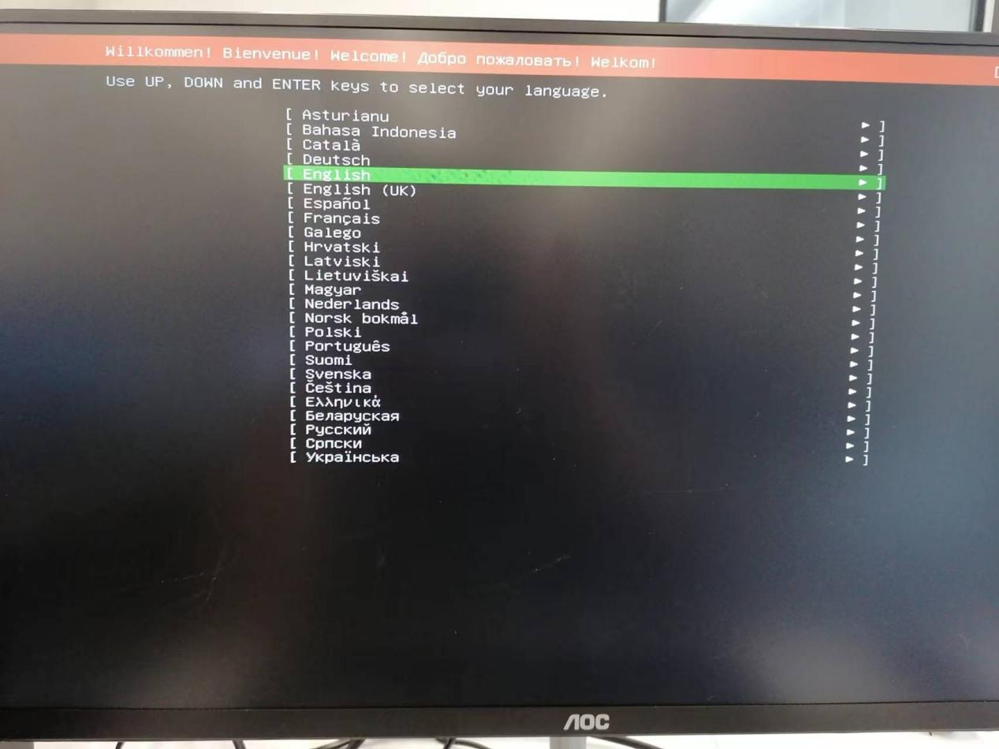 Willkommen! Bienvenue! Welcome! Добро пожаловать! Welkom!
[
Use UP, DOWN and ENTER keys to select your language.
[ Asturianu ► ]
[ Bahasa Indonesia ► ]
[ Català ► ]
[ Deutsch ► ]
[ English ► ]
[ English (UK) ► ]
[ Español ► ]
[ Français ► ]
[ Galego ► ]
[ Hrvatski ► ]
[ Latviski ► ]
[ Lietuviškai ► ]
[ Magyar ► ]
[ Nederlands ► ]
[ Norsk bokmål ► ]
[ Polski ► ]
[ Português ► ]
[ Suomi ► ]
[ Svenska ► ]
[ Čeština ► ]
[ Ελληνικά ► ]
[ Беларуская ► ]
[ Русский ► ]
[ Српски ► ]
[ Українська ► ]
AOC